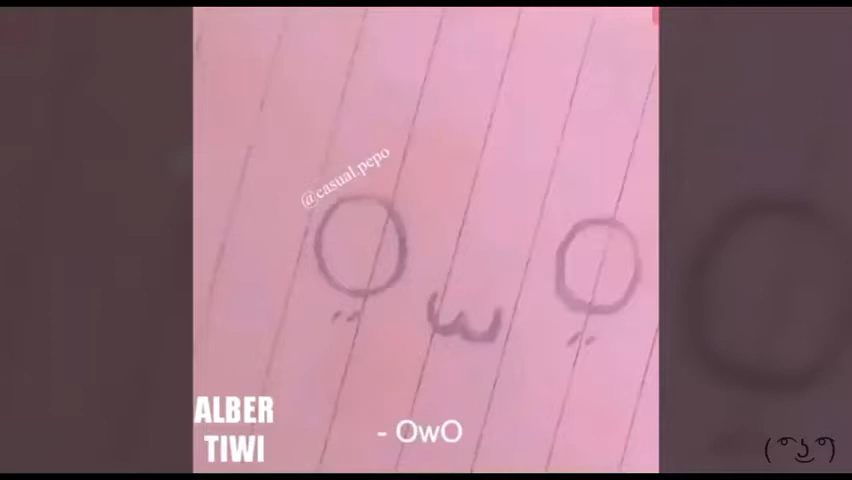 @casual.pepo
ALBER
TIWI
- OwO
( ͡° ͜ʖ ͡°)